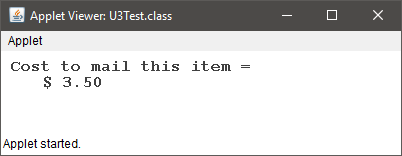 Applet Viewer: U3Test.class
Applet
Cost to mail this item =
$ 3.50
Applet started.